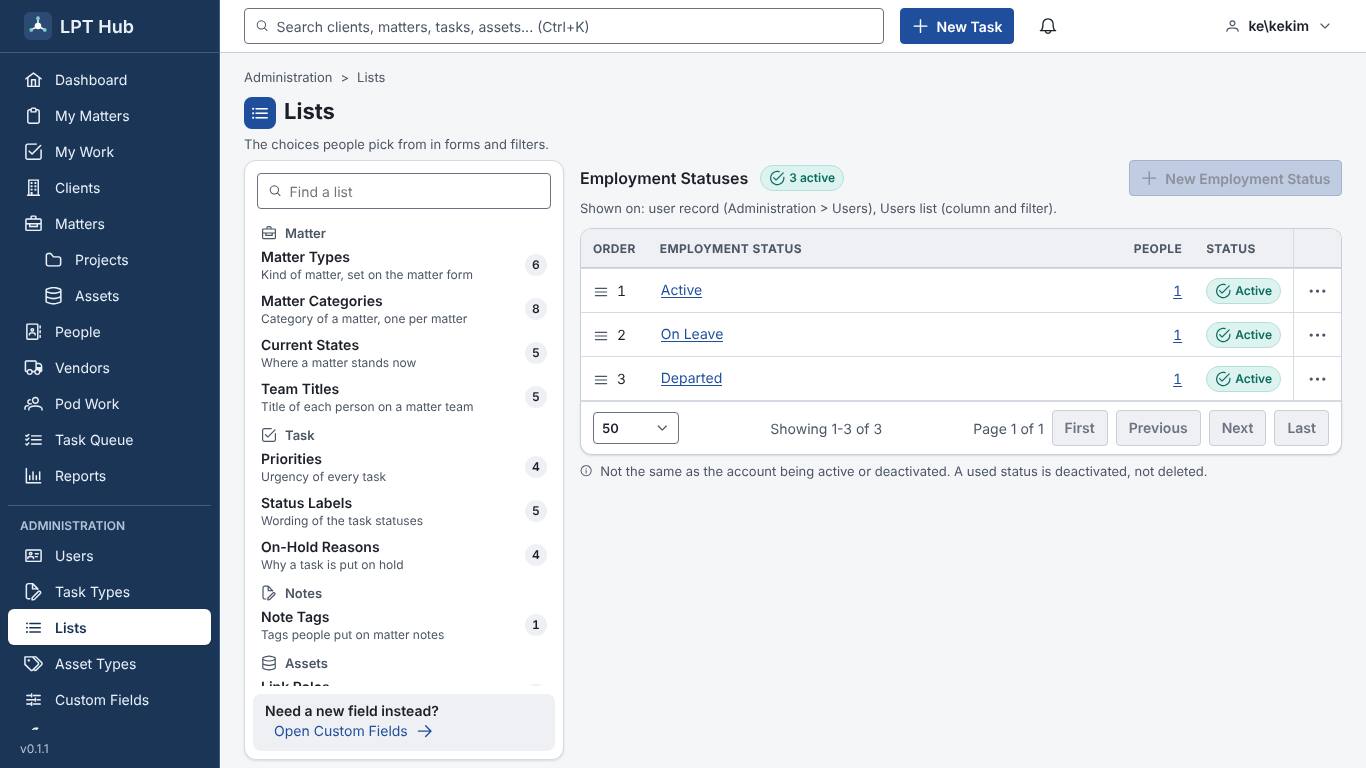 LPT Hub
Search clients, matters, tasks, assets... (Ctrl+K)
New Task
ke\kekim
Dashboard
My Matters
My Work
Clients
Matters
Projects
Assets
People
Vendors
Pod Work
Task Queue
Reports
ADMINISTRATION
Users
Task Types
Lists
Asset Types
Custom Fields
v0.1.1
Administration > Lists
Lists
The choices people pick from in forms and filters.
Find a list
Matter
Matter Types
Kind of matter, set on the matter form
6
Matter Categories
Category of a matter, one per matter
8
Current States
Where a matter stands now
5
Team Titles
Title of each person on a matter team
5
Task
Priorities
Urgency of every task
4
Status Labels
Wording of the task statuses
5
On-Hold Reasons
Why a task is put on hold
4
Notes
Note Tags
Tags people put on matter notes
1
Assets
Need a new field instead?
Open Custom Fields
Employment Statuses
3 active
New Employment Status
Shown on: user record (Administration > Users), Users list (column and filter).
ORDER EMPLOYMENT STATUS PEOPLE STATUS
1 Active 1 Active
2 On Leave 1 Active
3 Departed 1 Active
50 Showing 1-3 of 3 Page 1 of 1 First Previous Next Last
Not the same as the account being active or deactivated. A used status is deactivated, not deleted.